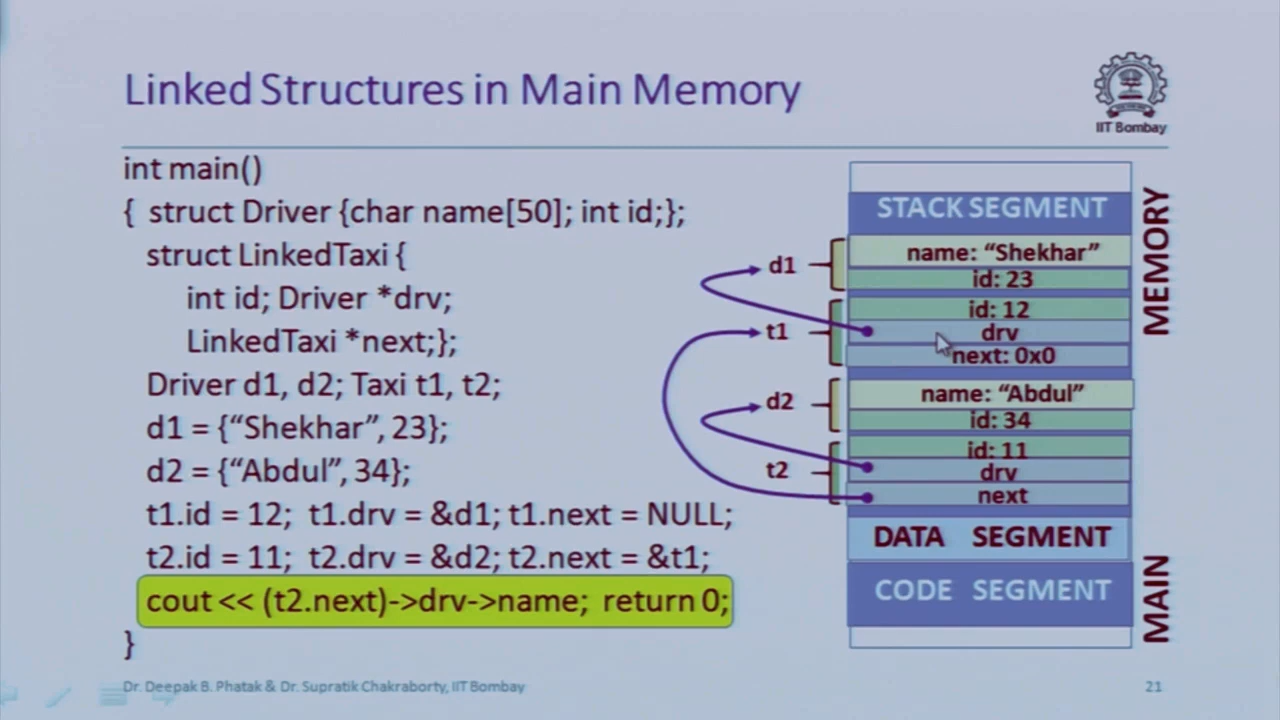 Linked Structures in Main Memory
IIT Bombay
int main()
{ struct Driver {char name[50]; int id;};
struct LinkedTaxi {
int id; Driver *drv;
LinkedTaxi *next;};
Driver d1, d2; Taxi t1, t2;
d1 = {“Shekhar”, 23};
d2 = {“Abdul”, 34};
t1.id = 12; t1.drv = &d1; t1.next = NULL;
t2.id = 11; t2.drv = &d2; t2.next = &t1;
cout << (t2.next)->drv->name; return 0;
}
STACK SEGMENT
d1
name: “Shekhar”
id: 23
t1
id: 12
drv
next: 0x0
d2
name: “Abdul”
id: 34
t2
id: 11
drv
next
DATA SEGMENT
CODE SEGMENT
MAIN MEMORY
Dr. Deepak B. Phatak & Dr. Supratik Chakraborty, IIT Bombay
21